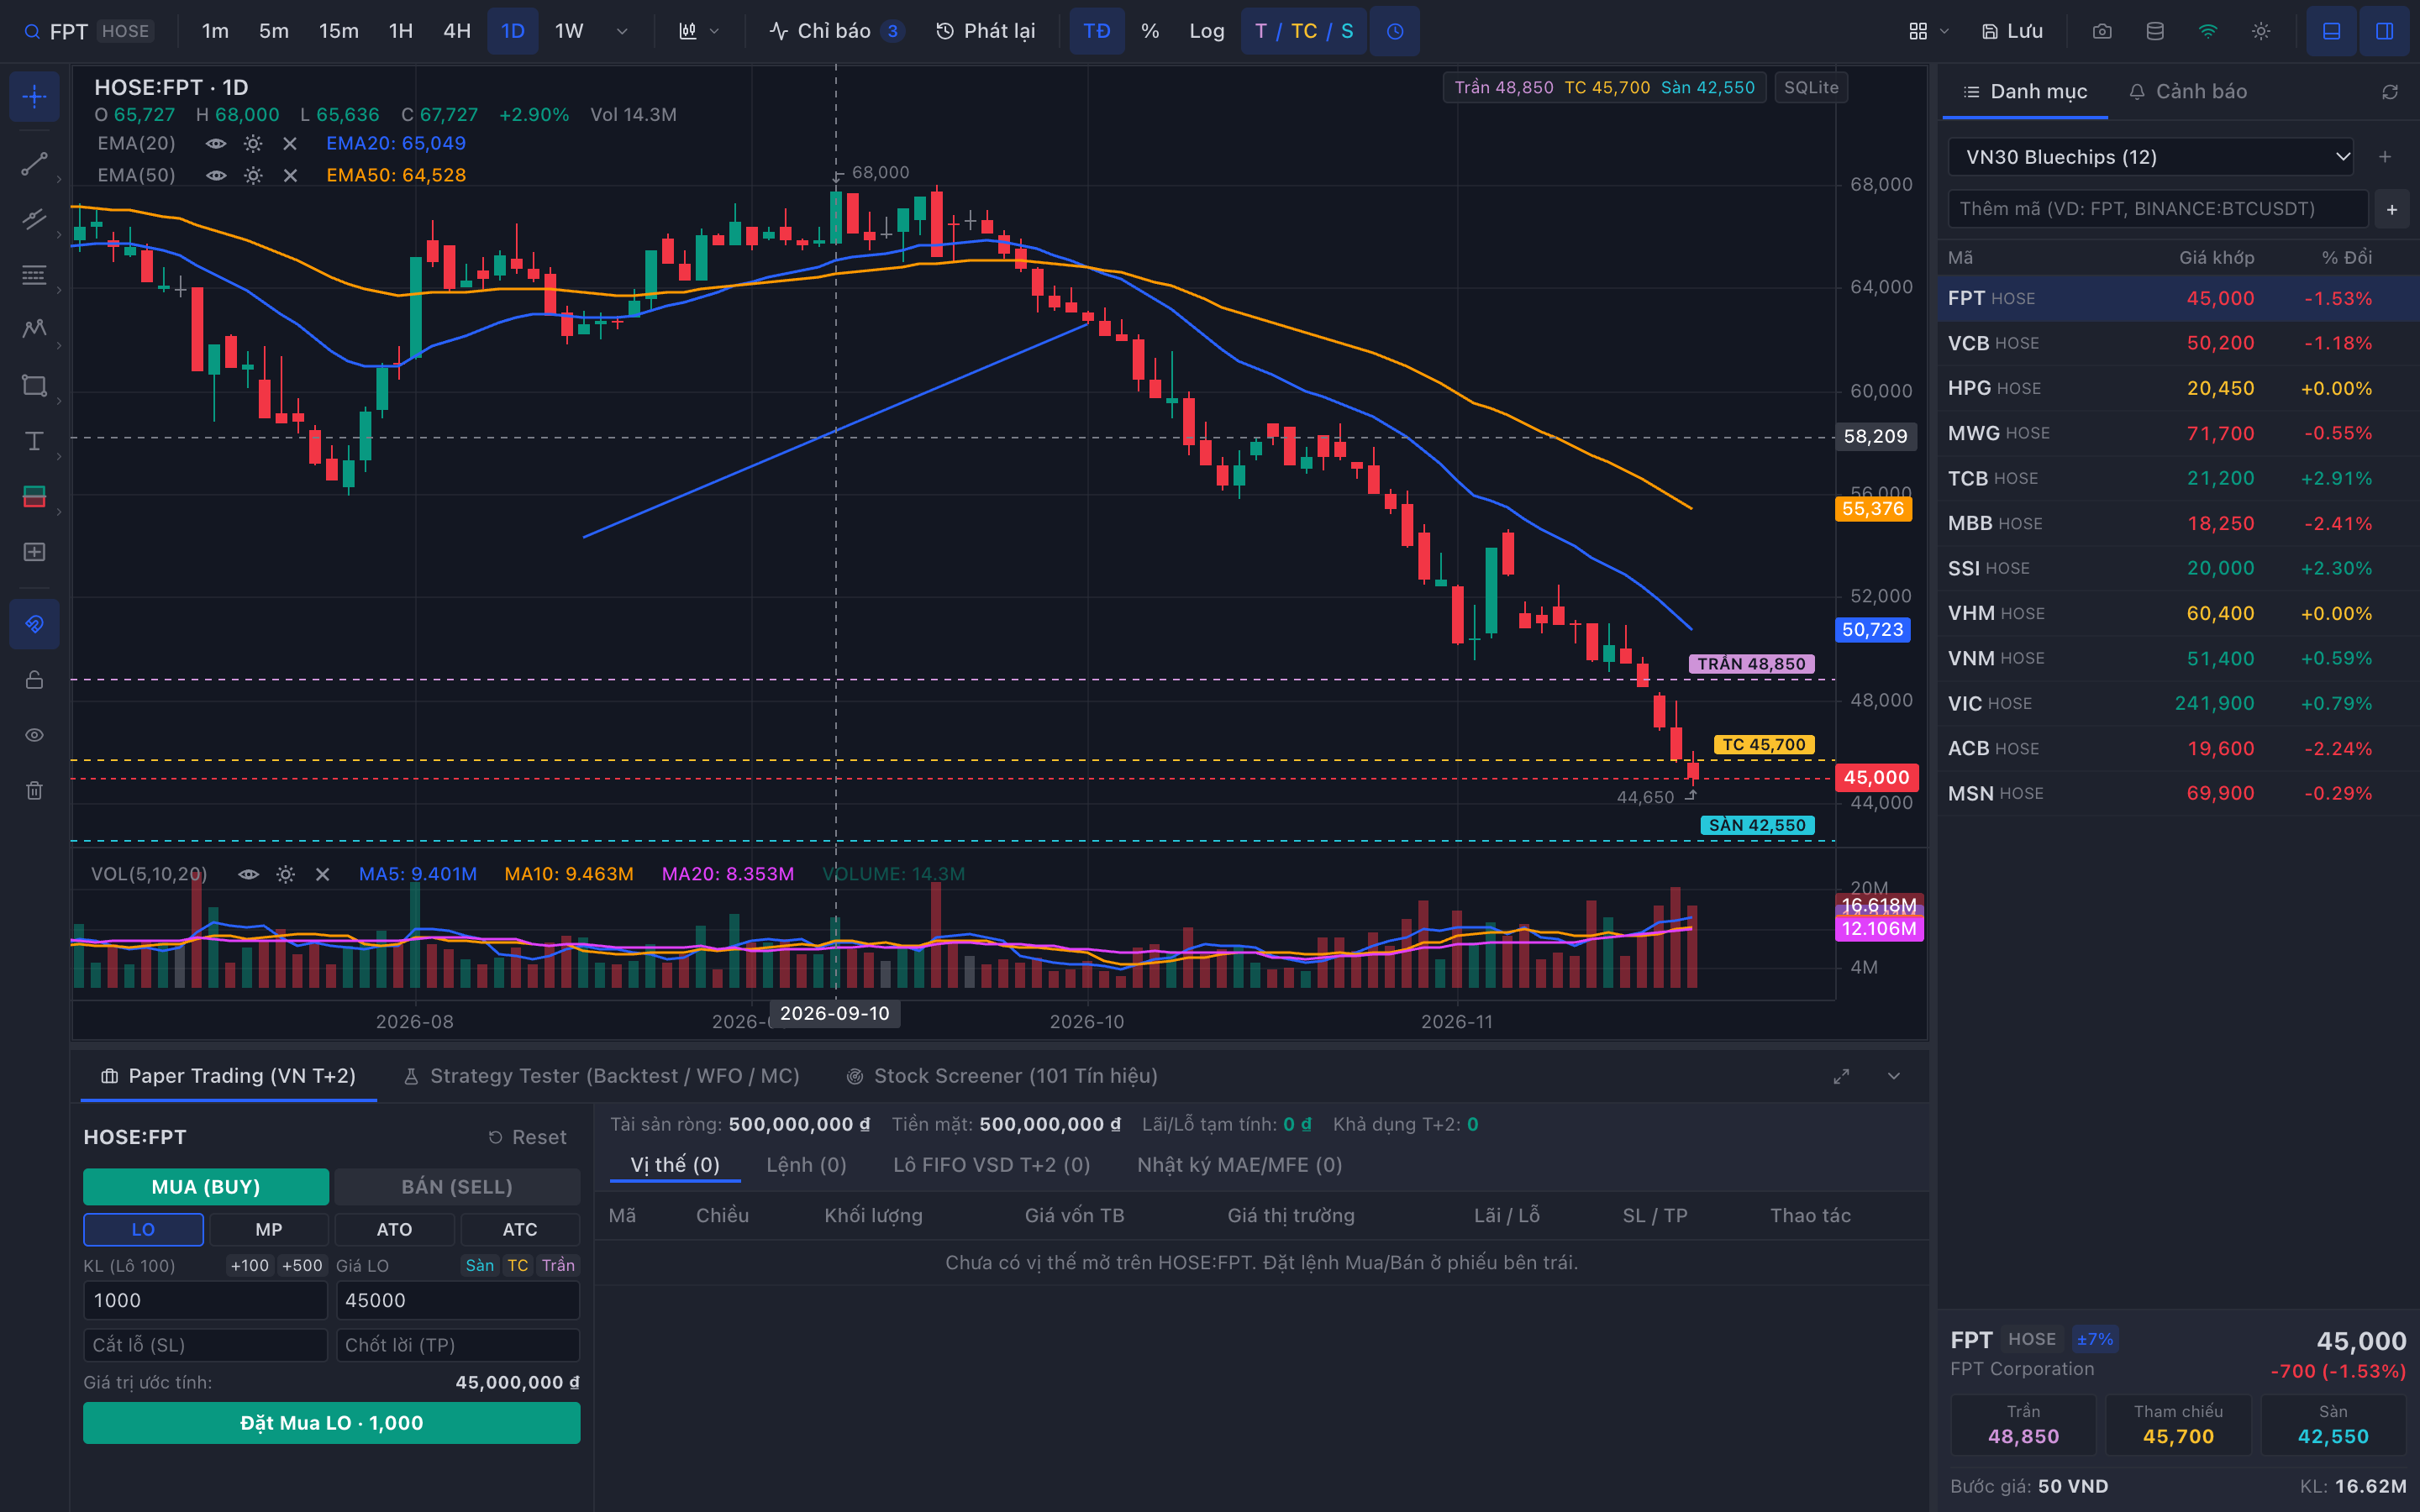 FPT HOSE 1m 5m 15m 1H 4H 1D 1W Chỉ báo 3 Phát lại TĐ % Log T / TC / S Lưu
HOSE:FPT · 1D
O 65,727 H 68,000 L 65,636 C 67,727 +2.90% Vol 14.3M
EMA(20) EMA20: 65,049
EMA(50) EMA50: 64,528
Trần 48,850 TC 45,700 Sàn 42,550 SQLite
68,000
68,000
64,000
60,000
58,209
56,000
55,376
52,000
50,723
TRẦN 48,850
48,000
TC 45,700
45,000
44,650
44,000
SÀN 42,550
VOL(5,10,20) MA5: 9.401M MA10: 9.463M MA20: 8.353M VOLUME: 14.3M
20M
16.618M
12.106M
4M
2026-08 2026-09-10 2026-10 2026-11
Paper Trading (VN T+2) Strategy Tester (Backtest / WFO / MC) Stock Screener (101 Tín hiệu)
HOSE:FPT Reset
MUA (BUY) BÁN (SELL)
LO MP ATO ATC
KL (Lô 100) +100 +500 Giá LO Sàn TC Trần
1000 45000
Cắt lỗ (SL) Chốt lời (TP)
Giá trị ước tính: 45,000,000 ₫
Đặt Mua LO · 1,000
Tài sản ròng: 500,000,000 ₫ Tiền mặt: 500,000,000 ₫ Lãi/Lỗ tạm tính: 0 ₫ Khả dụng T+2: 0
Vị thế (0) Lệnh (0) Lô FIFO VSD T+2 (0) Nhật ký MAE/MFE (0)
Mã Chiều Khối lượng Giá vốn TB Giá thị trường Lãi / Lỗ SL / TP Thao tác
Chưa có vị thế mở trên HOSE:FPT. Đặt lệnh Mua/Bán ở phiếu bên trái.
Danh mục Cảnh báo
VN30 Bluechips (12)
Thêm mã (VD: FPT, BINANCE:BTCUSDT) +
Mã Giá khớp % Đổi
FPT HOSE 45,000 -1.53%
VCB HOSE 50,200 -1.18%
HPG HOSE 20,450 +0.00%
MWG HOSE 71,700 -0.55%
TCB HOSE 21,200 +2.91%
MBB HOSE 18,250 -2.41%
SSI HOSE 20,000 +2.30%
VHM HOSE 60,400 +0.00%
VNM HOSE 51,400 +0.59%
VIC HOSE 241,900 +0.79%
ACB HOSE 19,600 -2.24%
MSN HOSE 69,900 -0.29%
FPT HOSE ±7% 45,000
FPT Corporation -700 (-1.53%)
Trần Tham chiếu Sàn
48,850 45,700 42,550
Bước giá: 50 VND KL: 16.62M